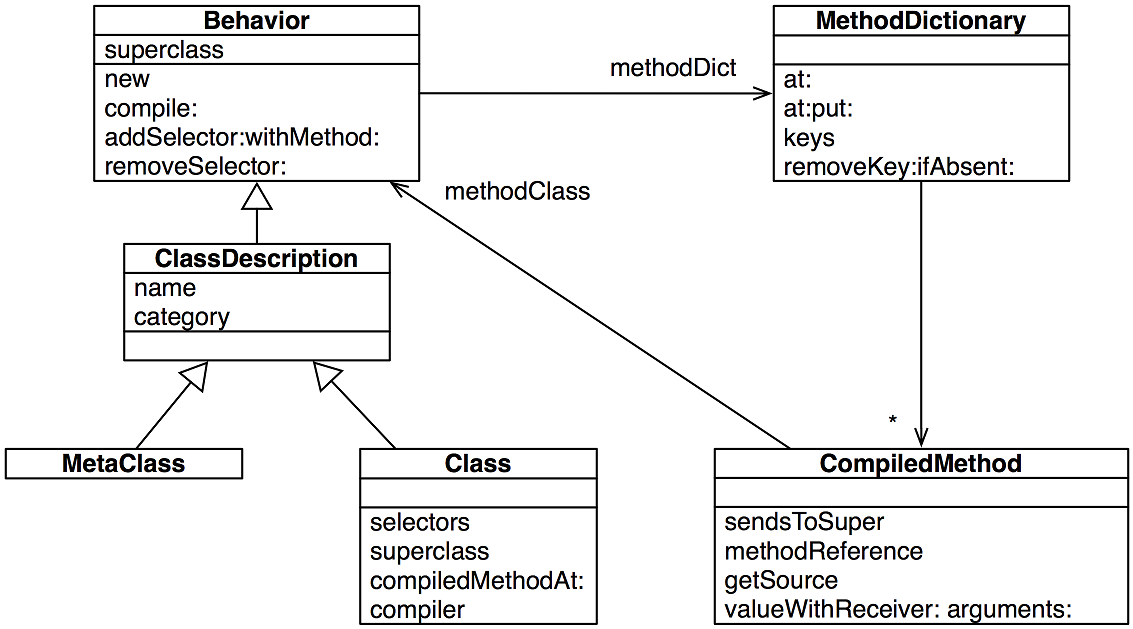 Behavior
superclass
new
compile:
addSelector:withMethod:
removeSelector:
methodDict
MethodDictionary
at:
at:put:
keys
removeKey:ifAbsent:
methodClass
ClassDescription
name
category
MetaClass
Class
selectors
superclass
compiledMethodAt:
compiler
*
CompiledMethod
sendsToSuper
methodReference
getSource
valueWithReceiver: arguments: